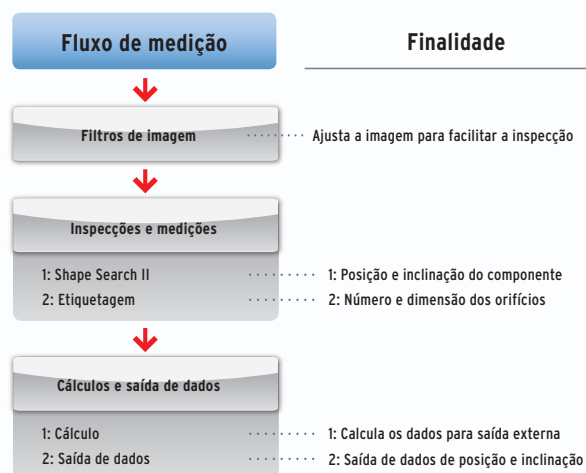 Fluxo de medição
Finalidade
Filtros de imagem ········· Ajusta a imagem para facilitar a inspecção
Inspecções e medições
1: Shape Search II ·········· 1: Posição e inclinação do componente
2: Etiquetagem ·········· 2: Número e dimensão dos orifícios
Cálculos e saída de dados
1: Cálculo ·········· 1: Calcula os dados para saída externa
2: Saída de dados ·········· 2: Saída de dados de posição e inclinação